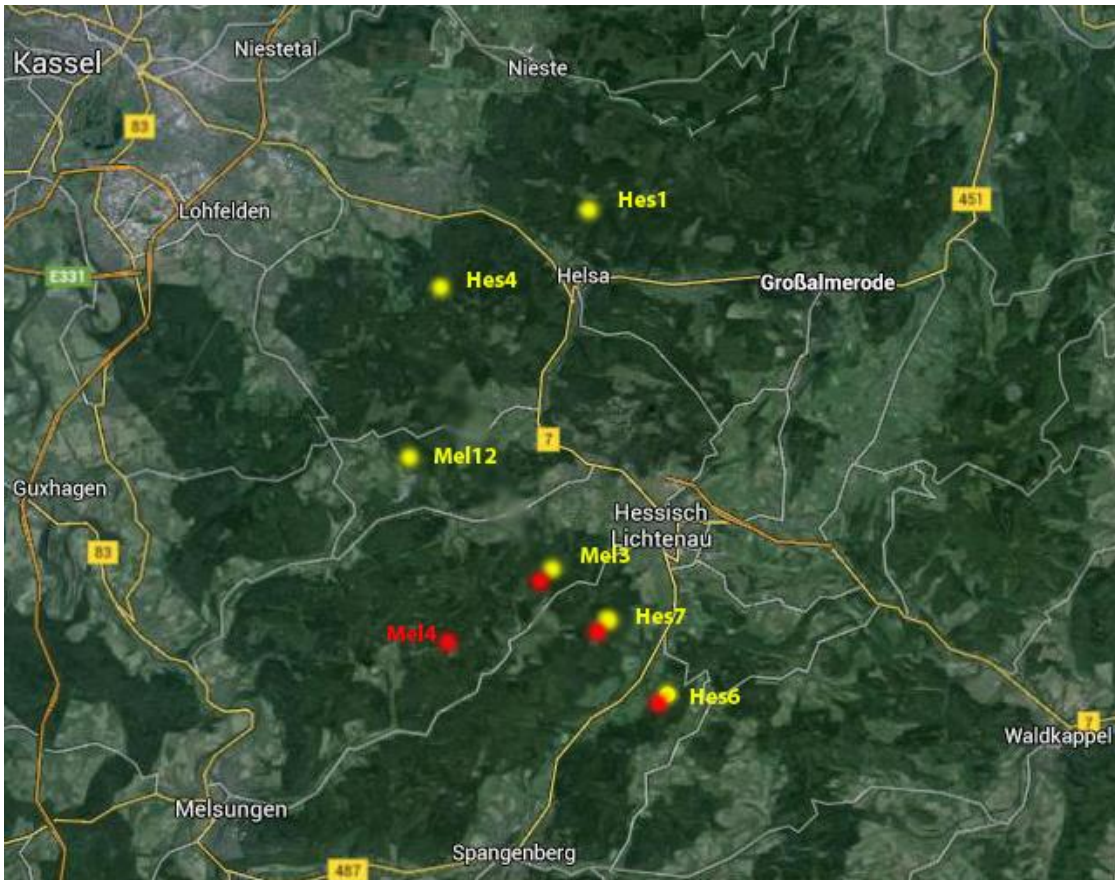 Niestetal
Kassel
Nieste
83
Hes1
451
Lohfelden
E331
Hes4
Helsa
Großalmerode
7
Mel12
Guxhagen
Hessisch
Lichtenau
83
Mel3
Hes7
Mel4
Hes6
7
Waldkappel
Melsungen
Spangenberg
487